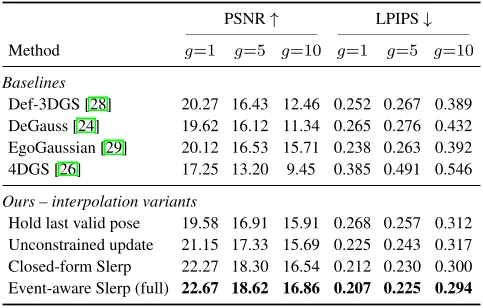 PSNR ↑ LPIPS ↓
Method g=1 g=5 g=10 g=1 g=5 g=10
Baselines
Def-3DGS [28] 20.27 16.43 12.46 0.252 0.267 0.389
DeGauss [24] 19.62 16.12 11.34 0.265 0.276 0.432
EgoGaussian [29] 20.12 16.53 15.71 0.238 0.263 0.392
4DGS [26] 17.25 13.20 9.45 0.385 0.491 0.546
Ours – interpolation variants
Hold last valid pose 19.58 16.91 15.91 0.268 0.257 0.312
Unconstrained update 21.15 17.33 15.69 0.225 0.243 0.317
Closed-form Slerp 22.27 18.30 16.54 0.212 0.230 0.300
Event-aware Slerp (full) 22.67 18.62 16.86 0.207 0.225 0.294